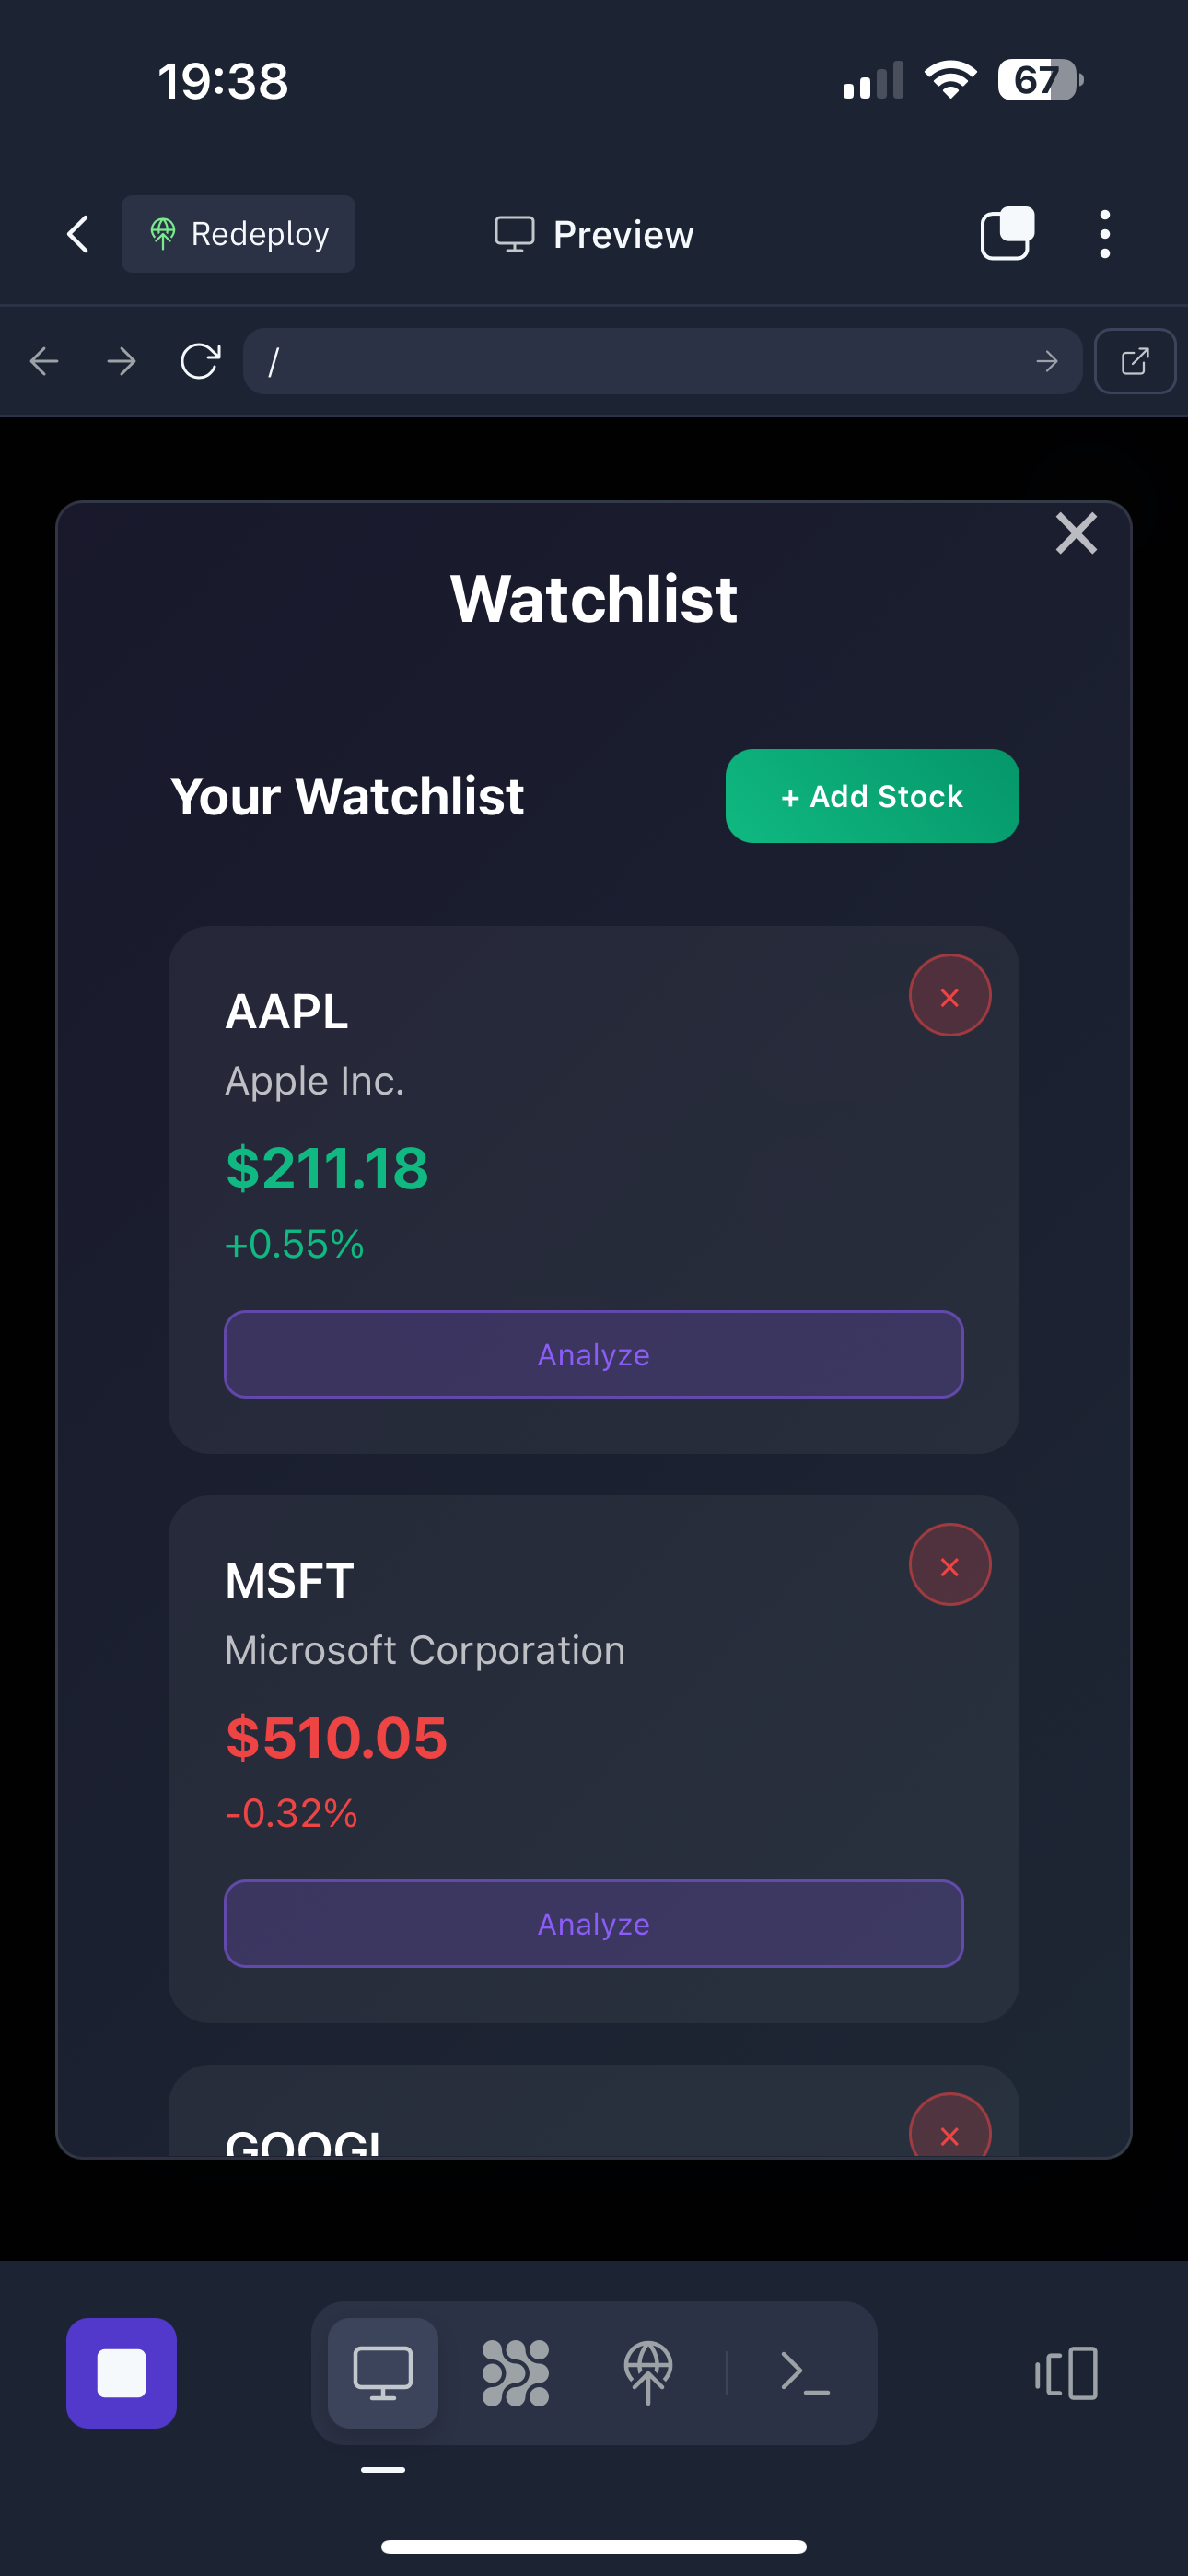 19:38
67
Redeploy
Preview
/
Watchlist
Your Watchlist
+ Add Stock
AAPL
Apple Inc.
$211.18
+0.55%
Analyze
MSFT
Microsoft Corporation
$510.05
-0.32%
Analyze
GOOGL